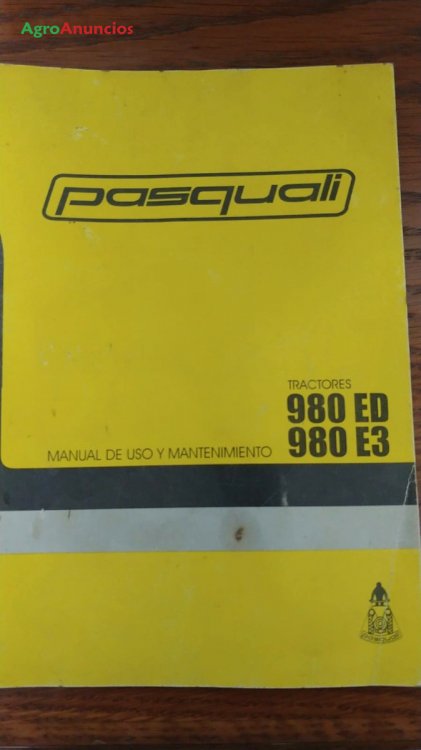 AgroAnuncios
pasquali
TRACTORES
980 ED
980 E3
MANUAL DE USO Y MANTENIMIENTO